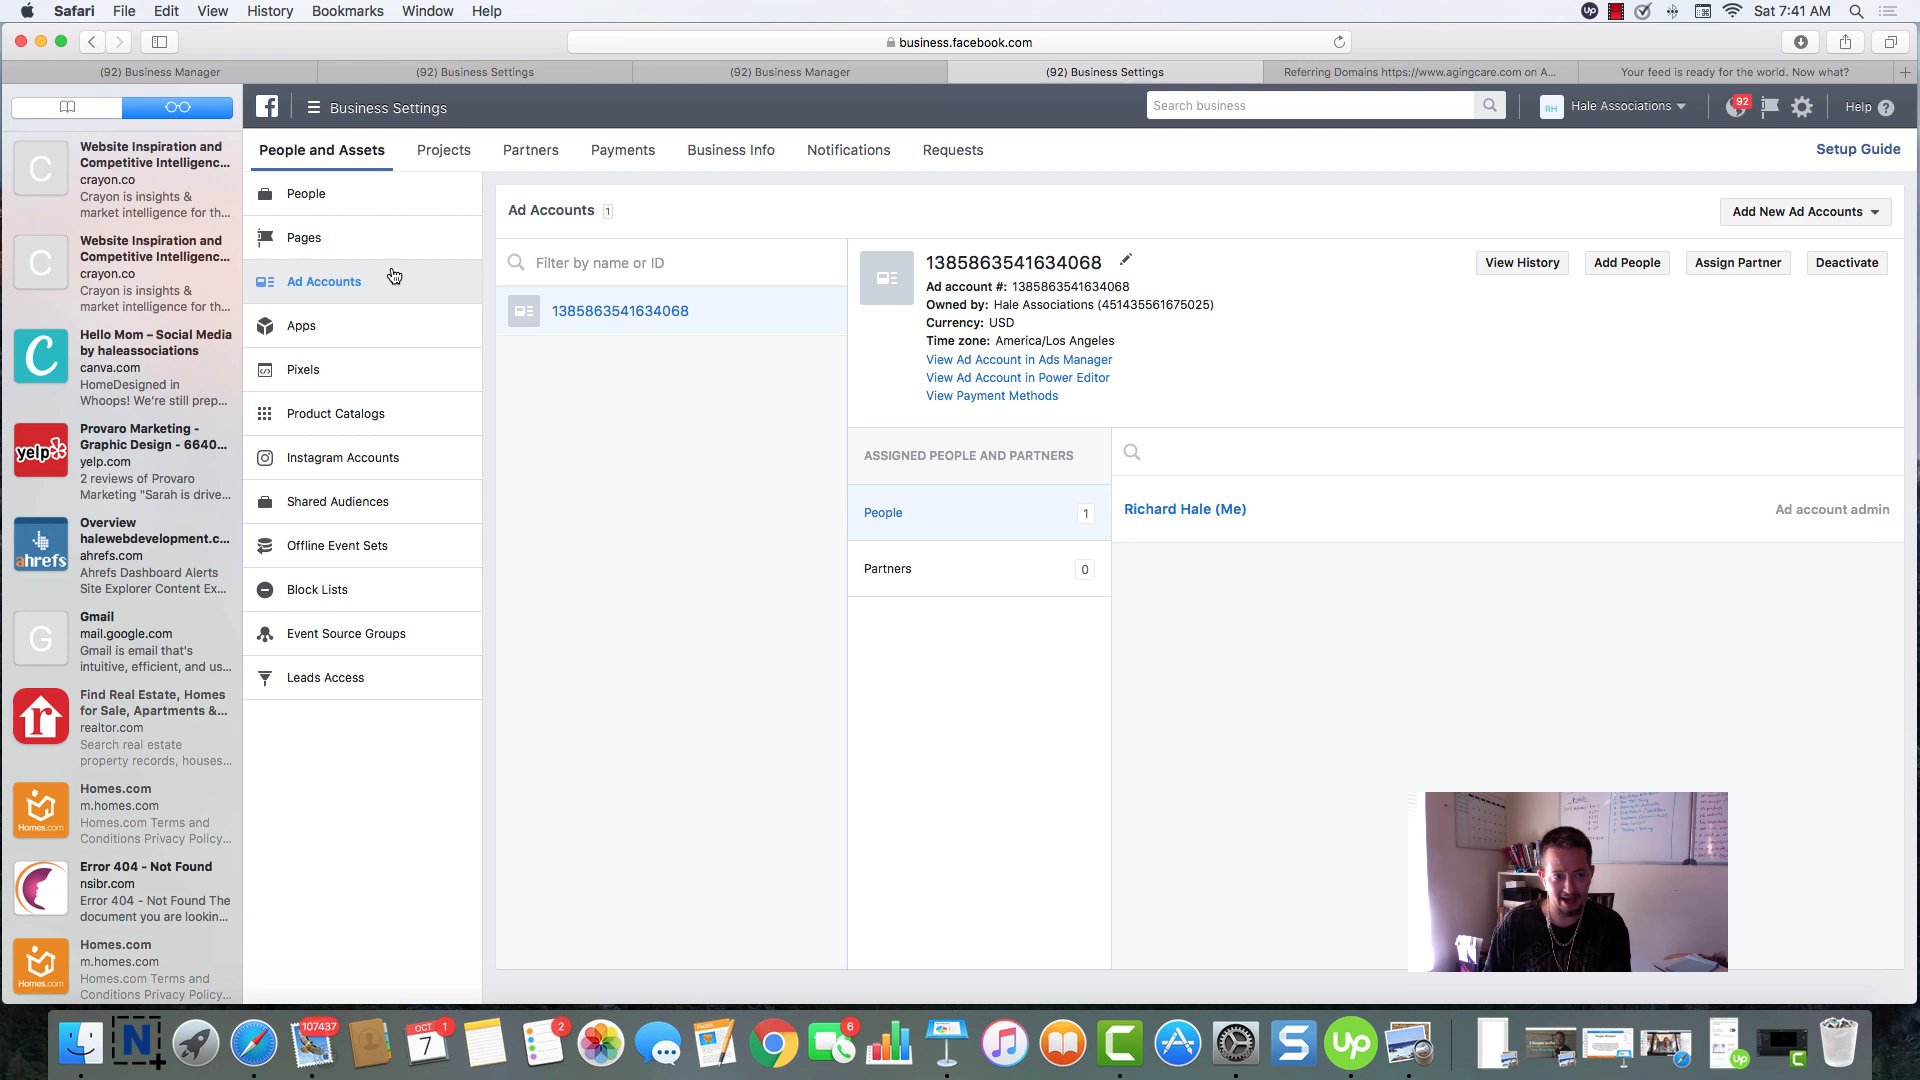 Safari File Edit View History Bookmarks Window Help
Up
Sat 7:41 AM
business.facebook.com
(92) Business Manager
(92) Business Settings
(92) Business Manager
(92) Business Settings
Referring Domains https://www.agingcare.com on A...
Your feed is ready for the world. Now what?
Business Settings
Search business
RH
Hale Associations
92
Help
People and Assets
Projects
Partners
Payments
Business Info
Notifications
Requests
Setup Guide
C
Website Inspiration and
Competitive Intelligenc...
crayon.co
Crayon is insights &
market intelligence for th...
C
Website Inspiration and
Competitive Intelligenc...
crayon.co
Crayon is insights &
market intelligence for th...
C
Hello Mom – Social Media
by haleassociations
canva.com
HomeDesigned in
Whoops! We're still prep...
yelp
Provaro Marketing -
Graphic Design - 6640...
yelp.com
2 reviews of Provaro
Marketing "Sarah is drive...
ahrefs
Overview
halewebdevelopment.c...
ahrefs.com
Ahrefs Dashboard Alerts
Site Explorer Content Ex...
G
Gmail
mail.google.com
Gmail is email that's
intuitive, efficient, and us...
r
Find Real Estate, Homes
for Sale, Apartments &...
realtor.com
Search real estate
property records, houses...
Homes.com
Homes.com
m.homes.com
Homes.com Terms and
Conditions Privacy Policy...
Error 404 - Not Found
nsibr.com
Error 404 - Not Found The
document you are lookin...
Homes.com
Homes.com
m.homes.com
Homes.com Terms and
Conditions Privacy Policy...
People
Pages
Ad Accounts
Apps
Pixels
Product Catalogs
Instagram Accounts
Shared Audiences
Offline Event Sets
Block Lists
Event Source Groups
Leads Access
Ad Accounts 1
Add New Ad Accounts
Filter by name or ID
1385863541634068
1385863541634068
Ad account #: 1385863541634068
Owned by: Hale Associations (451435561675025)
Currency: USD
Time zone: America/Los Angeles
View Ad Account in Ads Manager
View Ad Account in Power Editor
View Payment Methods
View History
Add People
Assign Partner
Deactivate
ASSIGNED PEOPLE AND PARTNERS
People 1
Partners 0
Richard Hale (Me)
Ad account admin
N
107437
OCT 1
7
2
PAGES
6
C
S
Up